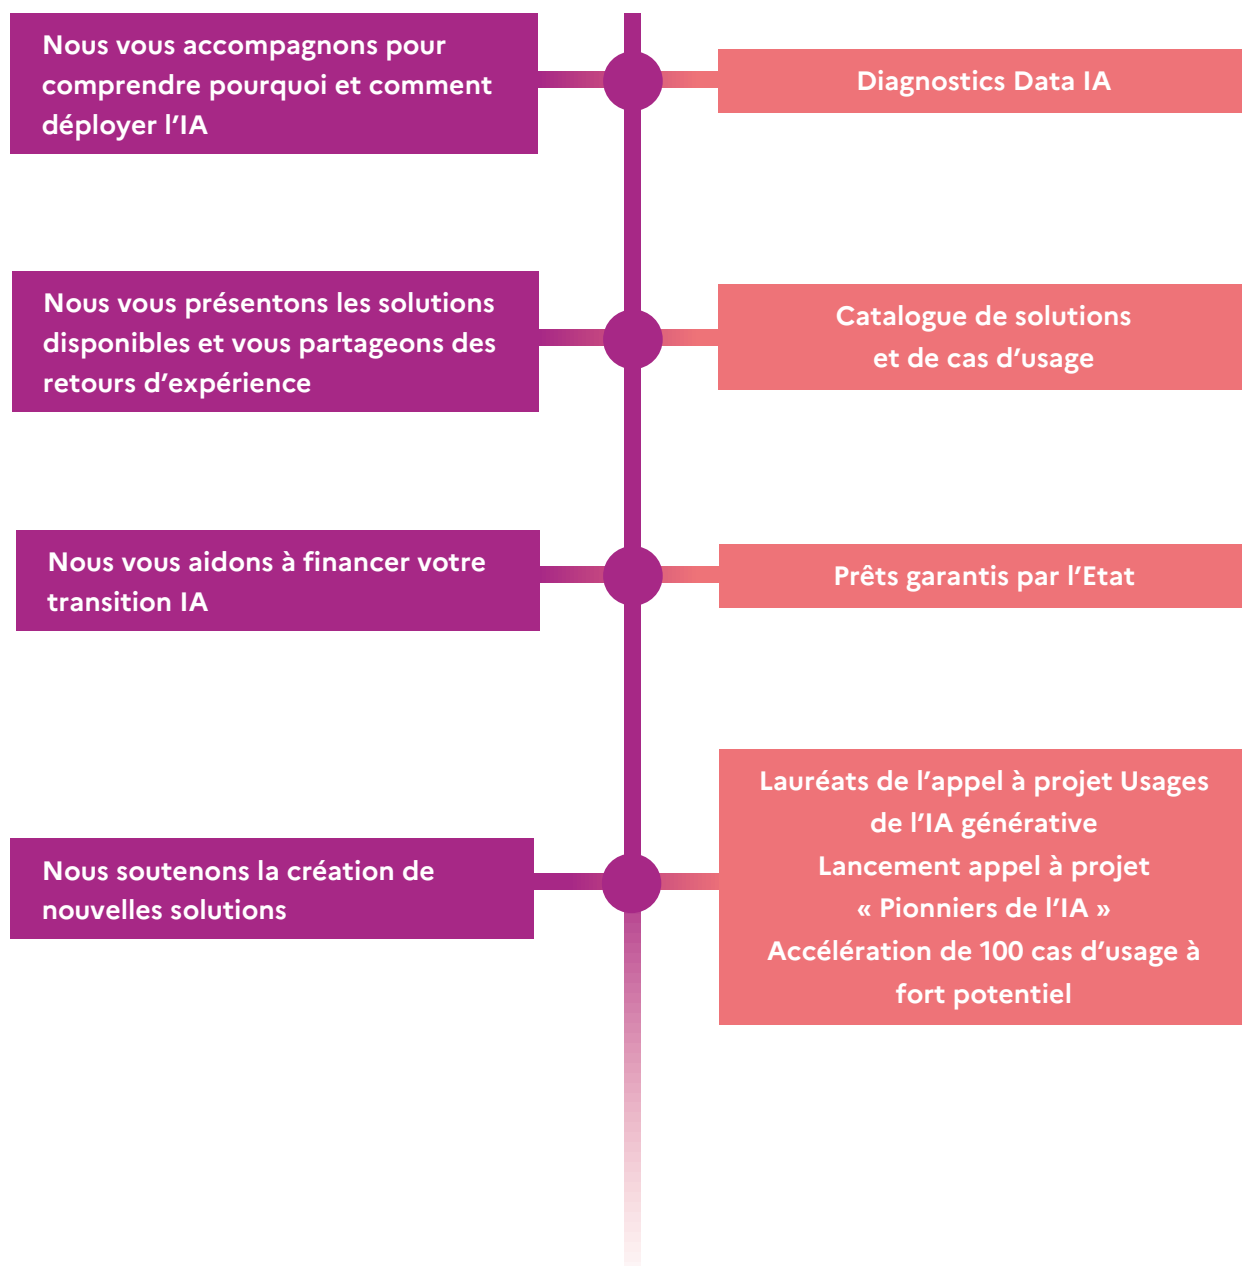 Nous vous accompagnons pour
comprendre pourquoi et comment
déployer l’IA
Diagnostics Data IA
Nous vous présentons les solutions
disponibles et vous partageons des
retours d’expérience
Catalogue de solutions
et de cas d’usage
Nous vous aidons à financer votre
transition IA
Prêts garantis par l’Etat
Nous soutenons la création de
nouvelles solutions
Lauréats de l’appel à projet Usages
de l’IA générative
Lancement appel à projet
« Pionniers de l’IA »
Accélération de 100 cas d’usage à
fort potentiel